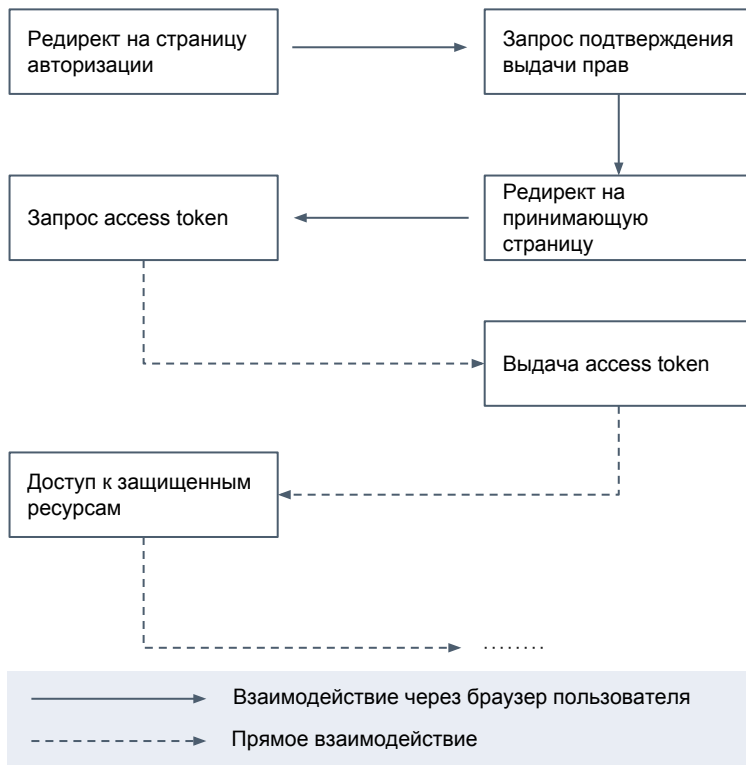 Редирект на страницу
авторизации
Запрос подтверждения
выдачи прав
Запрос access token
Редирект на
принимающую
страницу
Выдача access token
Доступ к защищенным
ресурсам
........
Взаимодействие через браузер пользователя
Прямое взаимодействие